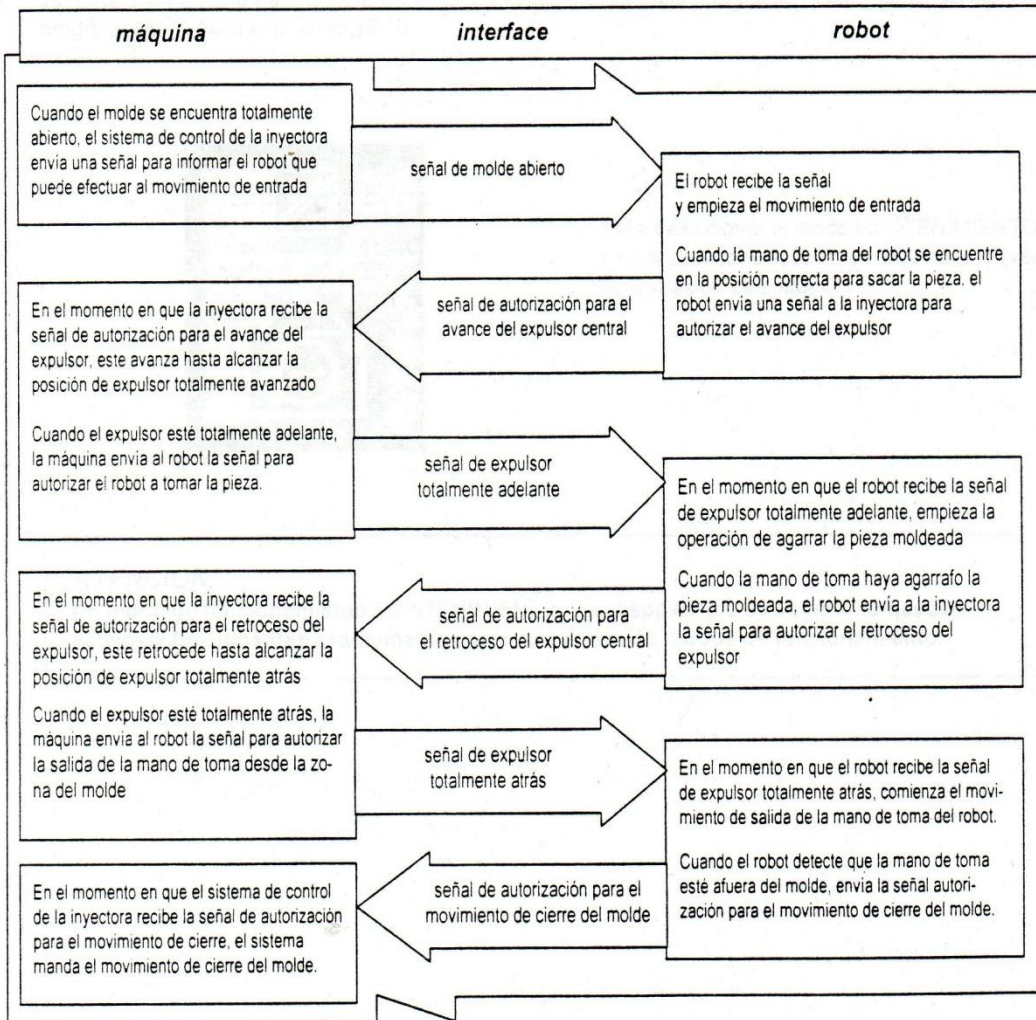 máquina interface robot
Cuando el molde se encuentra totalmente
abierto, el sistema de control de la inyectora
envía una señal para informar el robot que
puede efectuar al movimiento de entrada
señal de molde abierto
El robot recibe la señal
y empieza el movimiento de entrada
Cuando la mano de toma del robot se encuentre
en la posición correcta para sacar la pieza. el
robot envía una señal a la inyectora para
autorizar el avance del expulsor
señal de autorización para el
avance del expulsor central
En el momento en que la inyectora recibe la
señal de autorización para el avance del
expulsor, este avanza hasta alcanzar la
posición de expulsor totalmente avanzado
Cuando el expulsor esté totalmente adelante,
la máquina envía al robot la señal para
autorizar el robot a tomar la pieza.
señal de expulsor
totalmente adelante
En el momento en que el robot recibe la señal
de expulsor totalmente adelante, empieza la
operación de agarrar la pieza moldeada
Cuando la mano de toma haya agarrafo la
pieza moldeada, el robot envía a la inyectora
la señal para autorizar el retroceso del
expulsor
señal de autorización para
el retroceso del expulsor central
En el momento en que la inyectora recibe la
señal de autorización para el retroceso del
expulsor, este retrocede hasta alcanzar la
posición de expulsor totalmente atrás
Cuando el expulsor esté totalmente atrás, la
máquina envía al robot la señal para autorizar
la salida de la mano de toma desde la zo-
na del molde
señal de expulsor
totalmente atrás
En el momento en que el robot recibe la señal
de expulsor totalmente atrás, comienza el movi-
miento de salida de la mano de toma del robot.
Cuando el robot detecte que la mano de toma
esté afuera del molde, envía la señal autori-
zación para el movimiento de cierre del molde.
señal de autorización para el
movimiento de cierre del molde
En el momento en que el sistema de control
de la inyectora recibe la señal de autorización
para el movimiento de cierre, el sistema
manda el movimiento de cierre del molde.